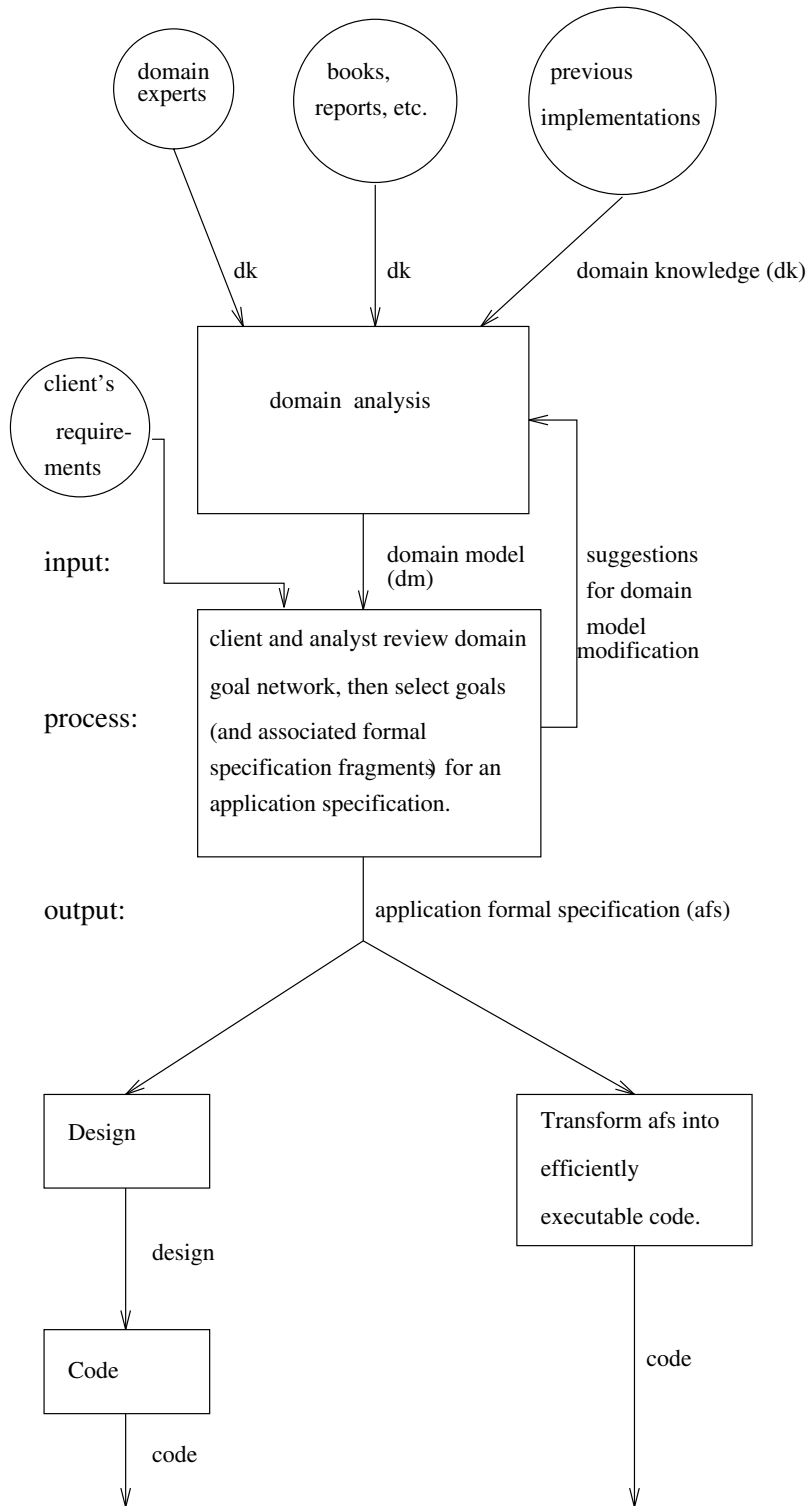 domain
experts
books,
reports, etc.
previous
implementations
dk
dk
domain knowledge (dk)
domain analysis
client's
require-
ments
input:
domain model
(dm)
suggestions
for domain
model
modification
process:
client and analyst review domain
goal network, then select goals
(and associated formal
specification fragments) for an
application specification.
output:
application formal specification (afs)
Design
Transform afs into
efficiently
executable code.
design
Code
code
code